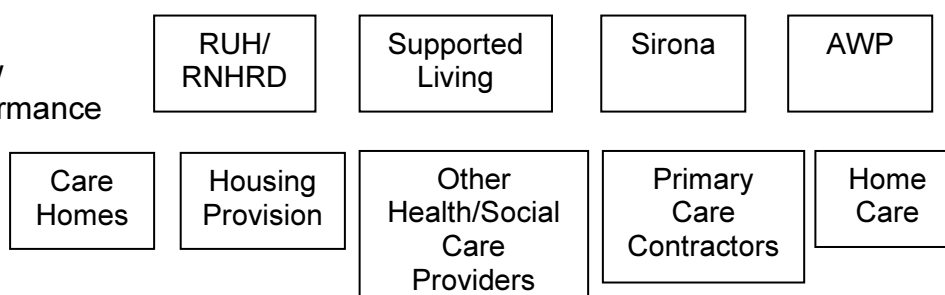 RUH/
RNHRD
Supported
Living
Sirona
AWP
Care
Homes
Housing
Provision
Other
Health/Social
Care
Providers
Primary
Care
Contractors
Home
Care